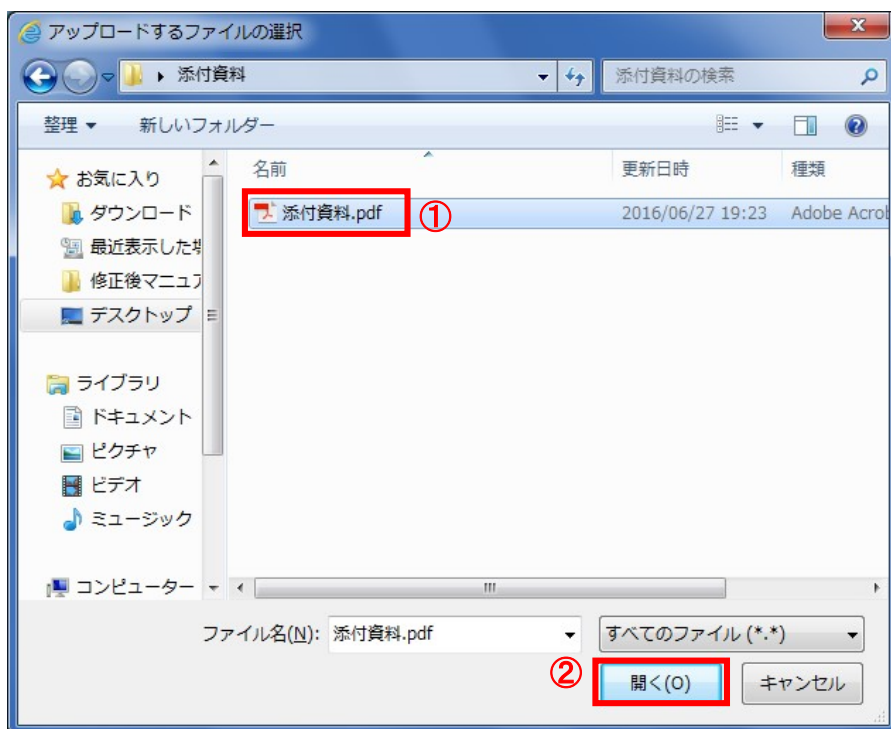 アップロードするファイルの選択
添付資料
添付資料の検索
整理
新しいフォルダー
お気に入り
ダウンロード
最近表示した場
修正後マニュア
デスクトップ
ライブラリ
ドキュメント
ピクチャ
ビデオ
ミュージック
コンピューター
名前
更新日時
種類
添付資料.pdf
①
2016/06/27 19:23
Adobe Acrob
ファイル名(N):
添付資料.pdf
すべてのファイル (*.*)
②
開く(O)
キャンセル